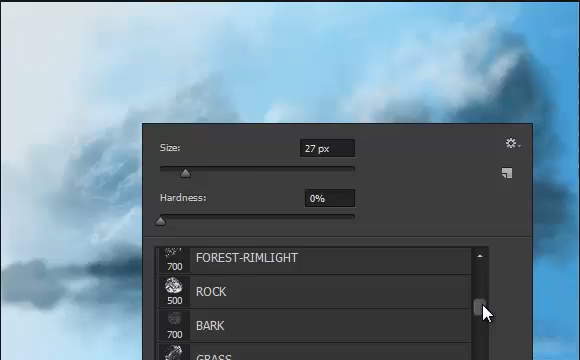 Size:
27 px
Hardness:
0%
700
FOREST-RIMLIGHT
500
ROCK
700
BARK
GRASS